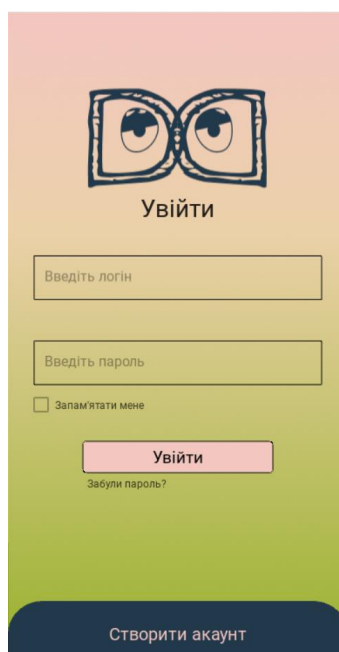 Увійти
Введіть логін
Введіть пароль
Запам'ятати мене
Увійти
Забули пароль?
Створити акаунт